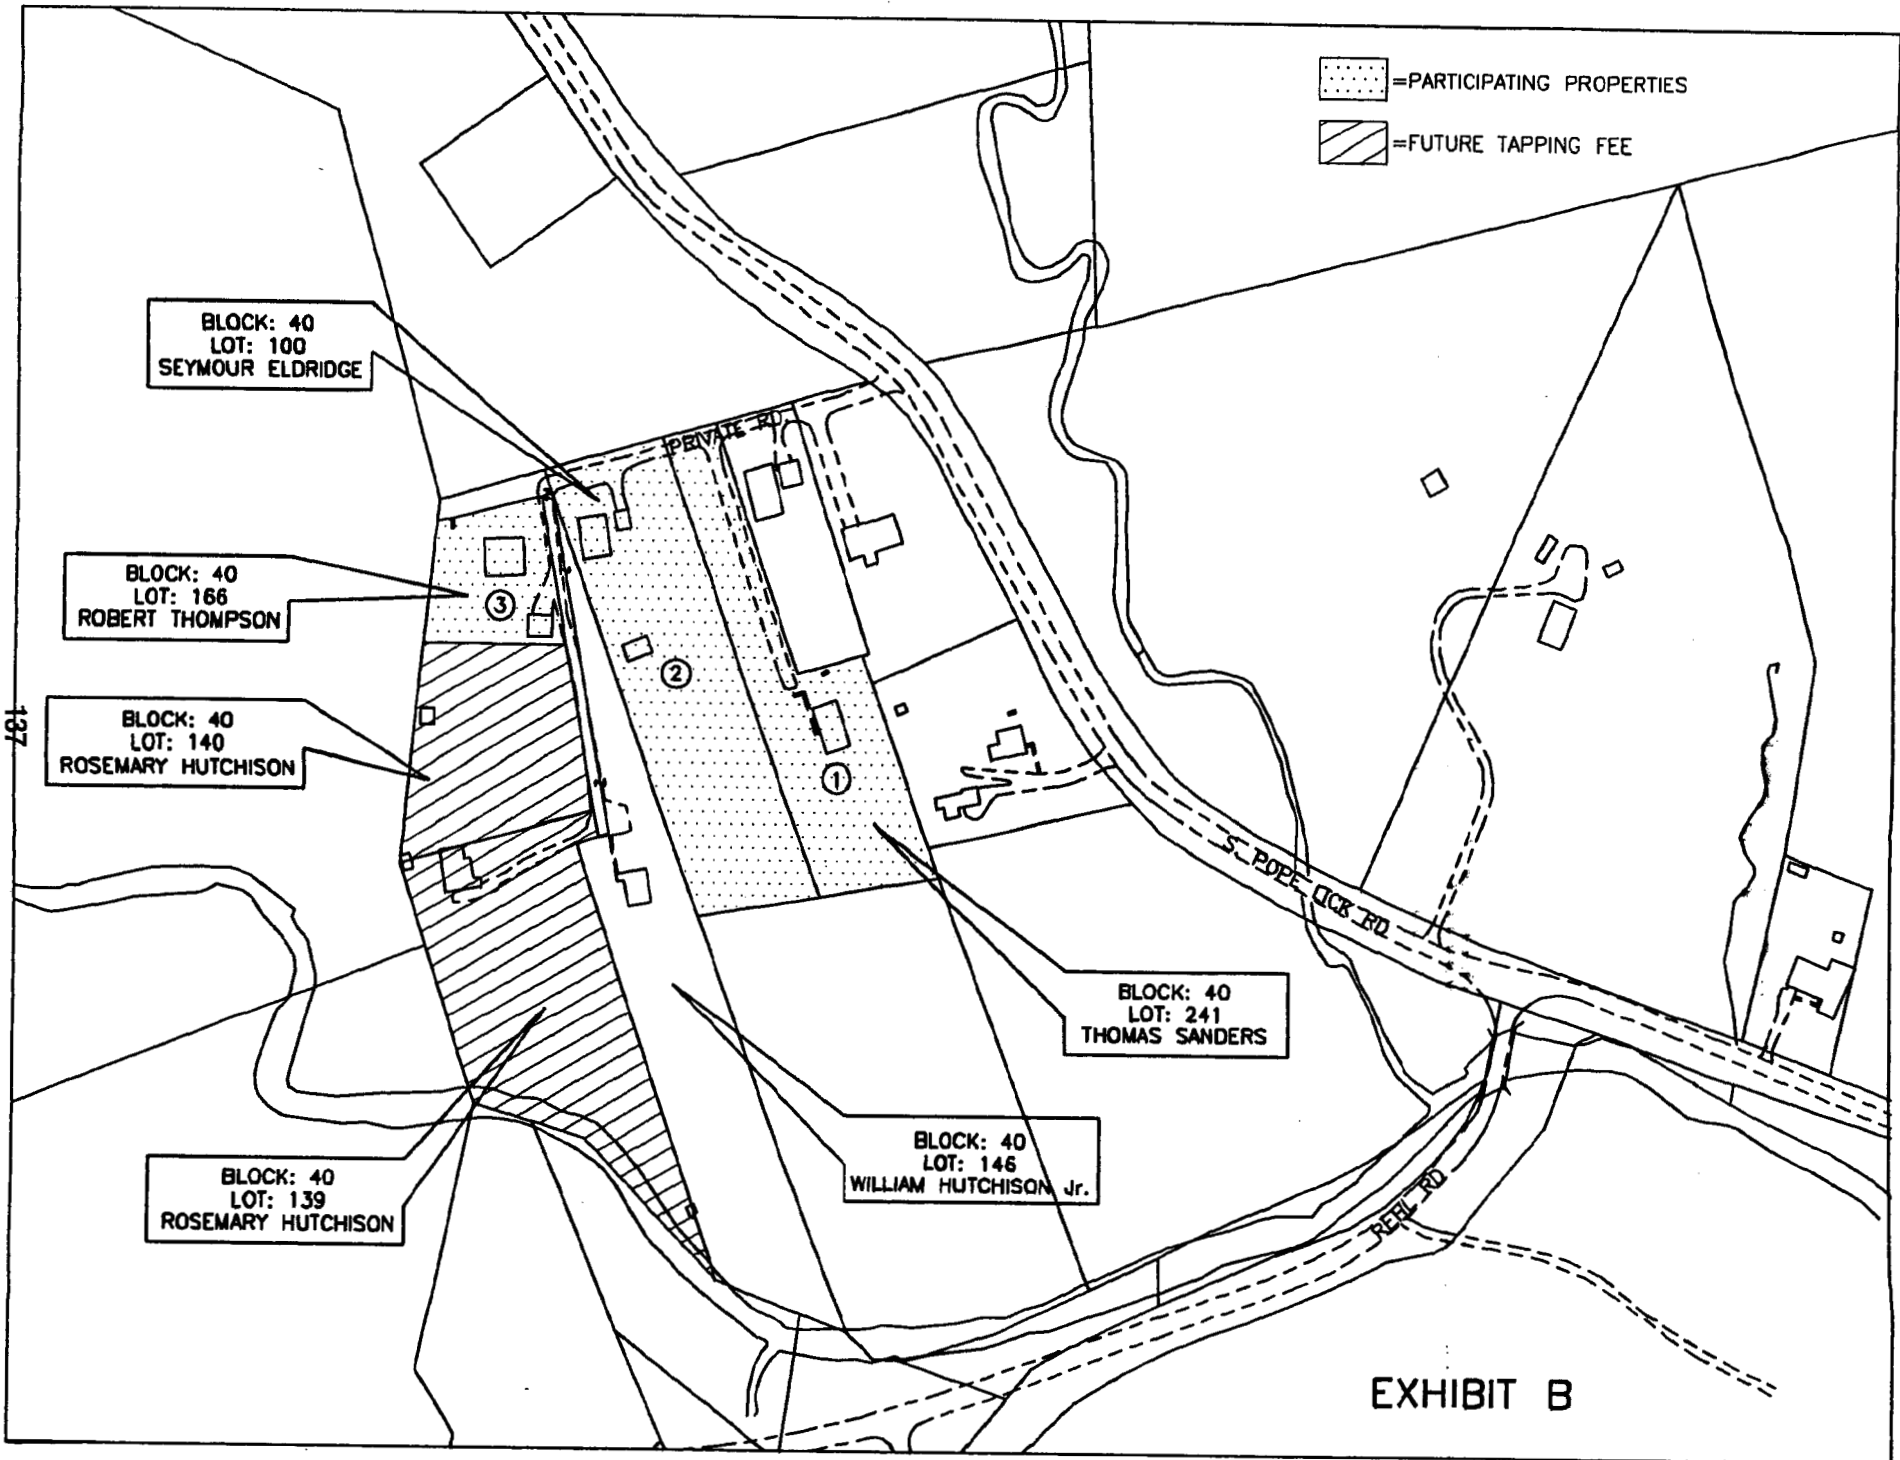 =PARTICIPATING PROPERTIES
=FUTURE TAPPING FEE
BLOCK: 40
LOT: 100
SEYMOUR ELDRIDGE
PRIVATE RD.
BLOCK: 40
LOT: 166
ROBERT THOMPSON
3
2
1
BLOCK: 40
LOT: 140
ROSEMARY HUTCHISON
137
S. POPE LICK RD
BLOCK: 40
LOT: 241
THOMAS SANDERS
BLOCK: 40
LOT: 146
WILLIAM HUTCHISON Jr.
BLOCK: 40
LOT: 139
ROSEMARY HUTCHISON
REHL RD
EXHIBIT B